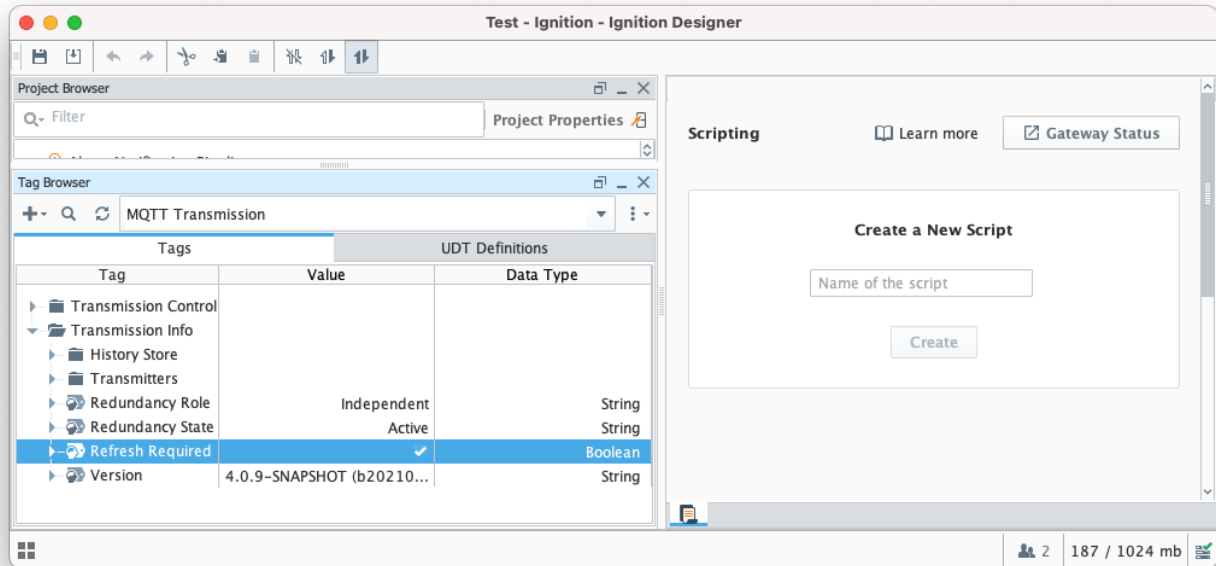 Test - Ignition - Ignition Designer
Project Browser
Filter
Project Properties
Tag Browser
MQTT Transmission
Tags
UDT Definitions
Tag
Value
Data Type
Transmission Control
Transmission Info
History Store
Transmitters
Redundancy Role
Independent
String
Redundancy State
Active
String
Refresh Required
Boolean
Version
4.0.9-SNAPSHOT (b20210...
String
Scripting
Learn more
Gateway Status
Create a New Script
Name of the script
Create
2
187 / 1024 mb